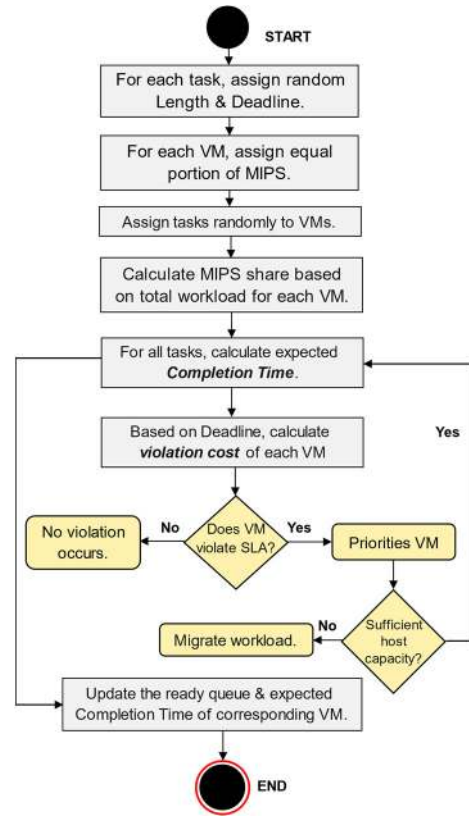 START
For each task, assign random
Length & Deadline.
For each VM, assign equal
portion of MIPS.
Assign tasks randomly to VMs.
Calculate MIPS share based
on total workload for each VM.
For all tasks, calculate expected
Completion Time.
Yes
Based on Deadline, calculate
violation cost of each VM
No violation
occurs.
No
Does VM
violate SLA?
Yes
Priorities VM
Migrate workload.
No
Sufficient
host
capacity?
Update the ready queue & expected
Completion Time of corresponding VM.
END